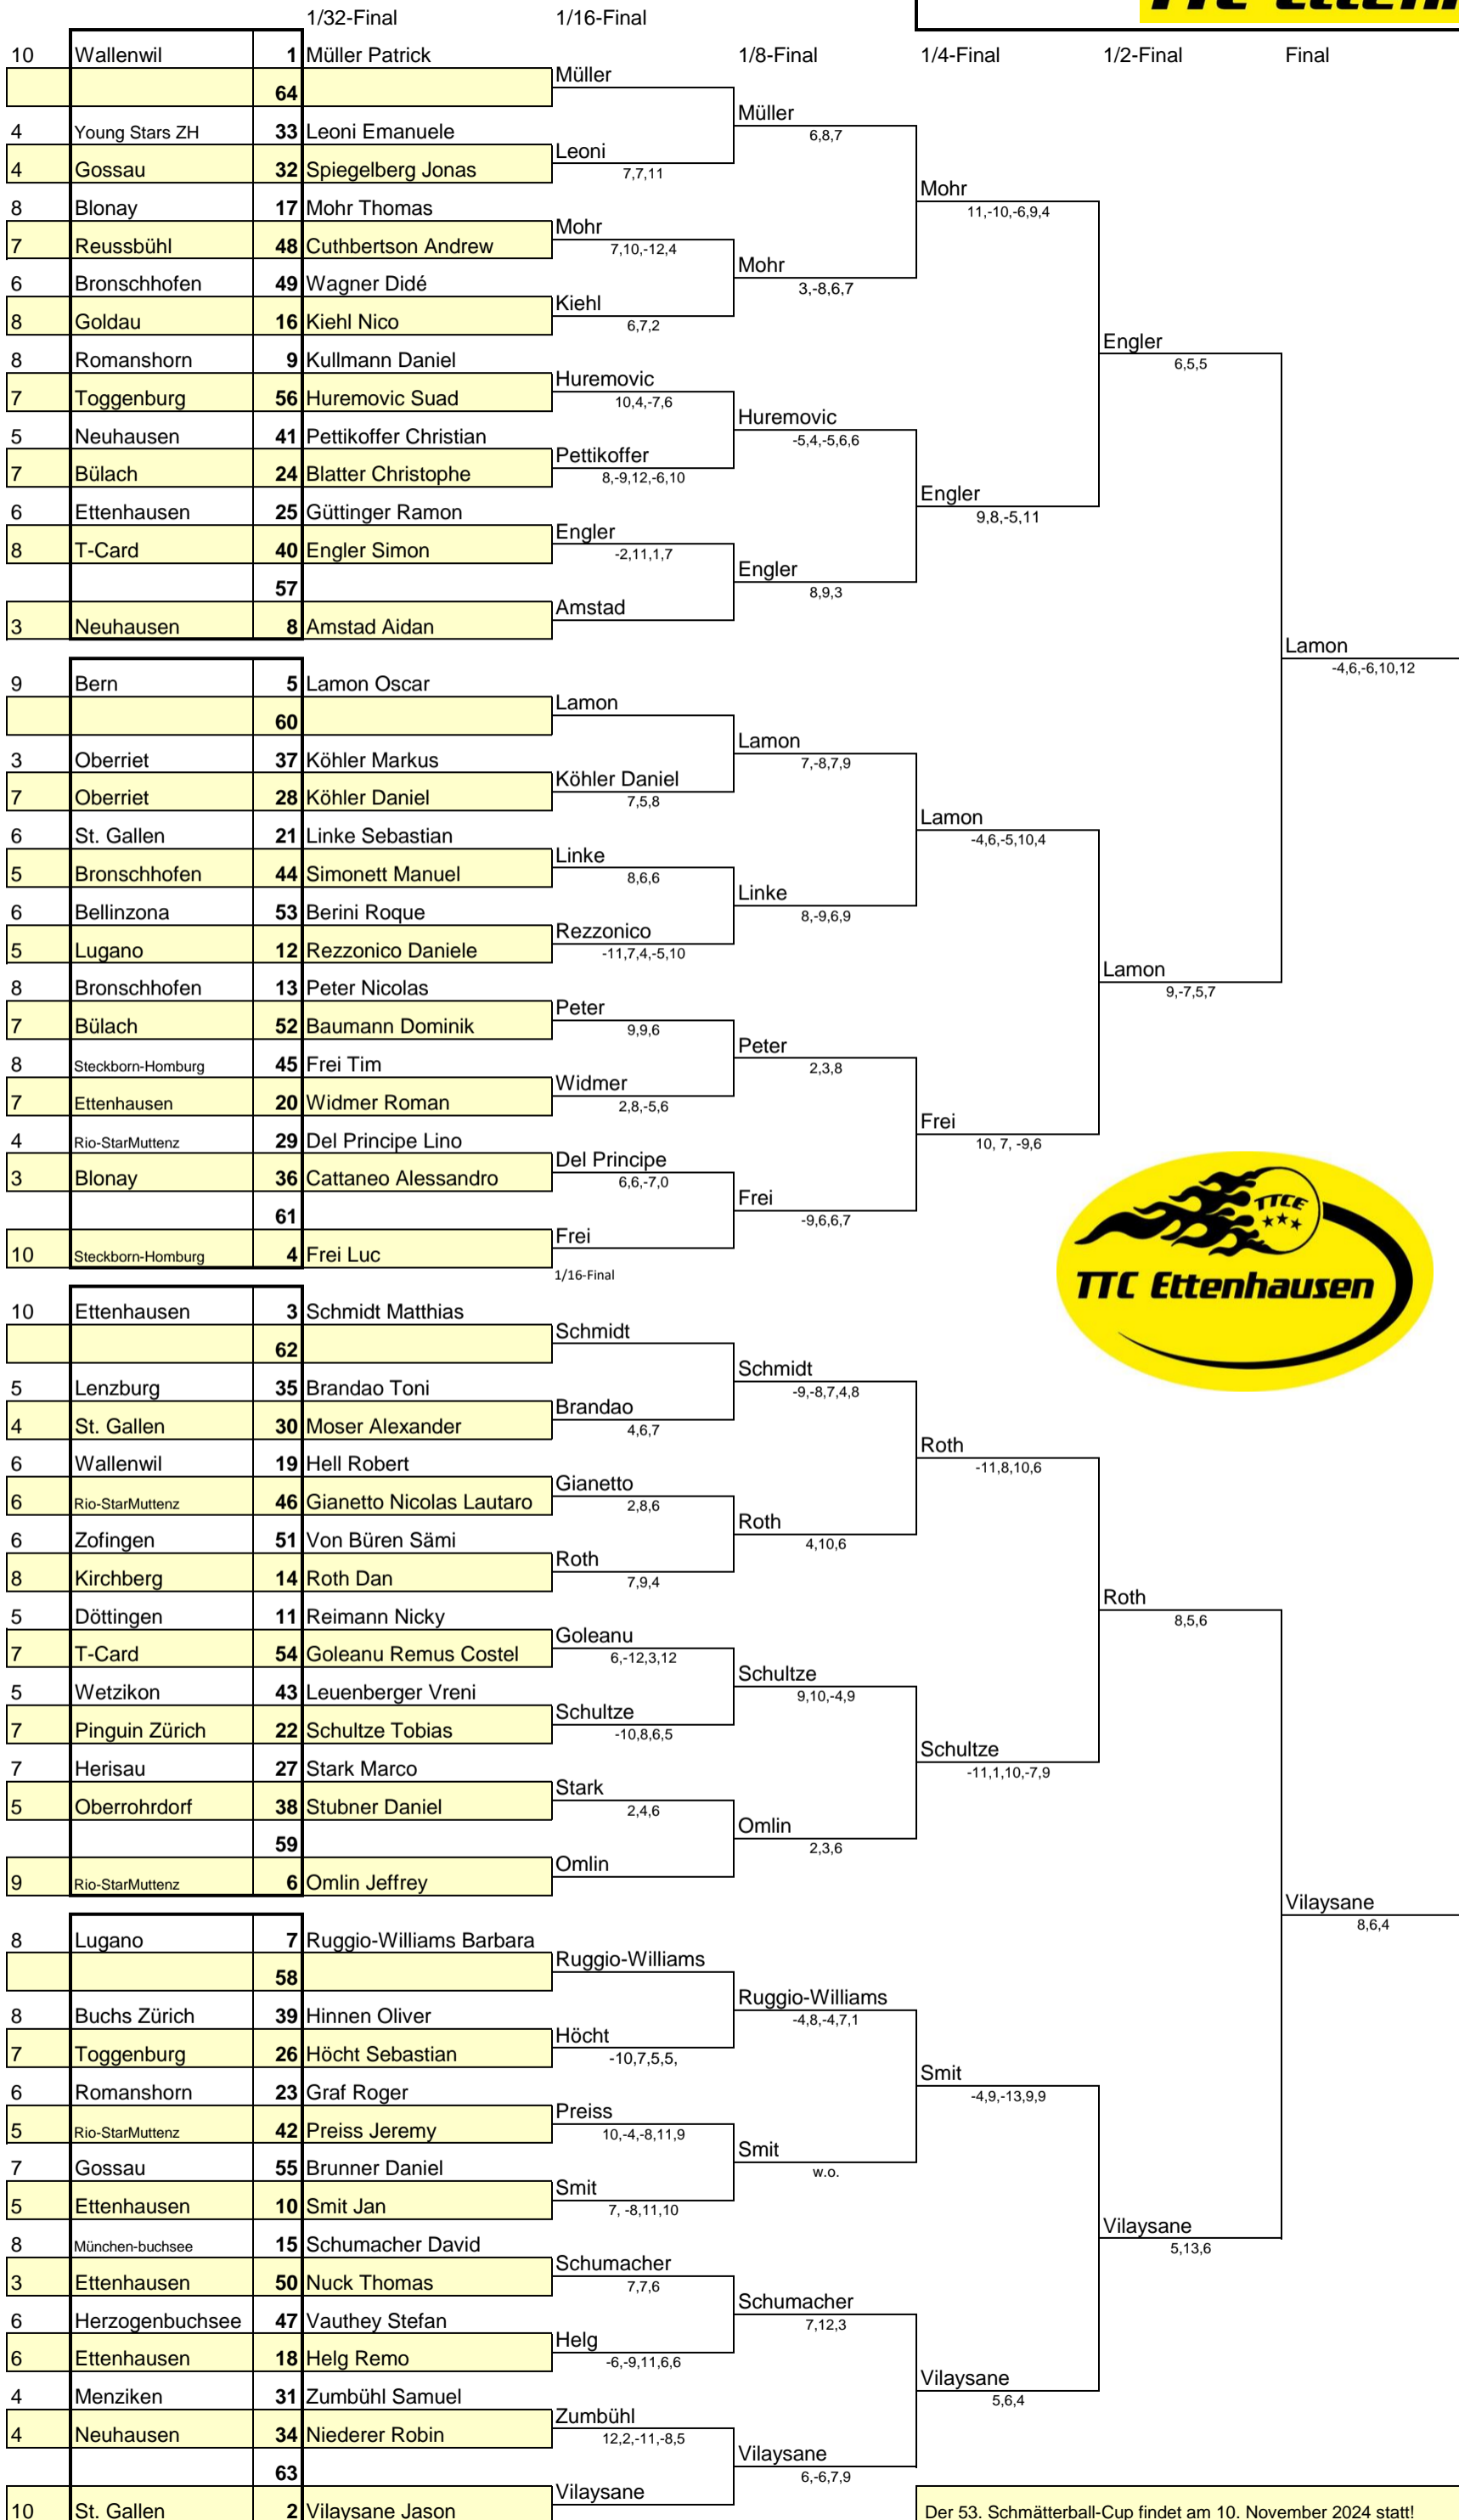 1/32-Final 1/16-Final
1/8-Final 1/4-Final 1/2-Final Final
10 Wallenwil 1 Müller Patrick
Müller
64
Müller
6,8,7
4 Young Stars ZH 33 Leoni Emanuele
Leoni
7,7,11
4 Gossau 32 Spiegelberg Jonas
Mohr
11,-10,-6,9,4
8 Blonay 17 Mohr Thomas
Mohr
7,10,-12,4
7 Reussbühl 48 Cuthbertson Andrew
Mohr
3,-8,6,7
6 Bronschhofen 49 Wagner Didé
Kiehl
6,7,2
8 Goldau 16 Kiehl Nico
Engler
6,5,5
8 Romanshorn 9 Kullmann Daniel
Huremovic
10,4,-7,6
7 Toggenburg 56 Huremovic Suad
Huremovic
-5,4,-5,6,6
5 Neuhausen 41 Pettikoffer Christian
Pettikoffer
8,-9,12,-6,10
7 Bülach 24 Blatter Christophe
Engler
9,8,-5,11
6 Ettenhausen 25 Güttinger Ramon
Engler
-2,11,1,7
8 T-Card 40 Engler Simon
Engler
8,9,3
57
Amstad
3 Neuhausen 8 Amstad Aidan
Lamon
-4,6,-6,10,12
9 Bern 5 Lamon Oscar
Lamon
60
Lamon
7,-8,7,9
3 Oberriet 37 Köhler Markus
Köhler Daniel
7,5,8
7 Oberriet 28 Köhler Daniel
Lamon
-4,6,-5,10,4
6 St. Gallen 21 Linke Sebastian
Linke
8,6,6
5 Bronschhofen 44 Simonett Manuel
Linke
8,-9,6,9
6 Bellinzona 53 Berini Roque
Rezzonico
-11,7,4,-5,10
5 Lugano 12 Rezzonico Daniele
Lamon
9,-7,5,7
8 Bronschhofen 13 Peter Nicolas
Peter
9,9,6
7 Bülach 52 Baumann Dominik
Peter
2,3,8
8 Steckborn-Homburg 45 Frei Tim
Widmer
2,8,-5,6
7 Ettenhausen 20 Widmer Roman
Frei
10, 7, -9,6
4 Rio-StarMuttenz 29 Del Principe Lino
Del Principe
6,6,-7,0
3 Blonay 36 Cattaneo Alessandro
Frei
-9,6,6,7
61
Frei
10 Steckborn-Homburg 4 Frei Luc
1/16-Final
TTCE
TTC Ettenhausen
10 Ettenhausen 3 Schmidt Matthias
Schmidt
62
Schmidt
-9,-8,7,4,8
5 Lenzburg 35 Brandao Toni
Brandao
4,6,7
4 St. Gallen 30 Moser Alexander
Roth
-11,8,10,6
6 Wallenwil 19 Hell Robert
Gianetto
2,8,6
6 Rio-StarMuttenz 46 Gianetto Nicolas Lautaro
Roth
4,10,6
6 Zofingen 51 Von Büren Sämi
Roth
7,9,4
8 Kirchberg 14 Roth Dan
Roth
8,5,6
5 Döttingen 11 Reimann Nicky
Goleanu
6,-12,3,12
7 T-Card 54 Goleanu Remus Costel
Schultze
9,10,-4,9
5 Wetzikon 43 Leuenberger Vreni
Schultze
-10,8,6,5
7 Pinguin Zürich 22 Schultze Tobias
Schultze
-11,1,10,-7,9
7 Herisau 27 Stark Marco
Stark
2,4,6
5 Oberrohrdorf 38 Stubner Daniel
Omlin
2,3,6
59
Omlin
9 Rio-StarMuttenz 6 Omlin Jeffrey
Vilaysane
8,6,4
8 Lugano 7 Ruggio-Williams Barbara
Ruggio-Williams
58
Ruggio-Williams
-4,8,-4,7,1
8 Buchs Zürich 39 Hinnen Oliver
Höcht
-10,7,5,5,
7 Toggenburg 26 Höcht Sebastian
Smit
-4,9,-13,9,9
6 Romanshorn 23 Graf Roger
Preiss
10,-4,-8,11,9
5 Rio-StarMuttenz 42 Preiss Jeremy
Smit
w.o.
7 Gossau 55 Brunner Daniel
Smit
7, -8,11,10
5 Ettenhausen 10 Smit Jan
Vilaysane
5,13,6
8 München-buchsee 15 Schumacher David
Schumacher
7,7,6
3 Ettenhausen 50 Nuck Thomas
Schumacher
7,12,3
6 Herzogenbuchsee 47 Vauthey Stefan
Helg
-6,-9,11,6,6
6 Ettenhausen 18 Helg Remo
Vilaysane
5,6,4
4 Menziken 31 Zumbühl Samuel
Zumbühl
12,2,-11,-8,5
4 Neuhausen 34 Niederer Robin
Vilaysane
6,-6,7,9
63
Vilaysane
10 St. Gallen 2 Vilaysane Jason
Der 53. Schmätterball-Cup findet am 10. November 2024 statt!